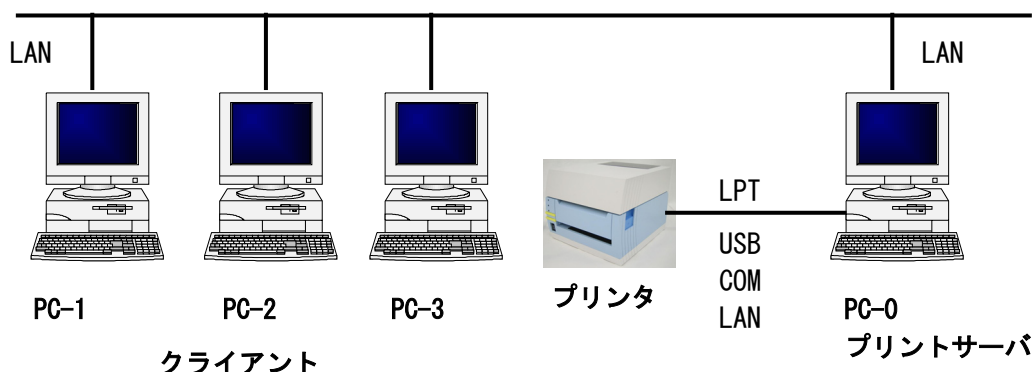 LAN
LAN
LPT
USB
COM
LAN
PC-1
PC-2
PC-3
プリンタ
PC-0
クライアント
プリントサーバ